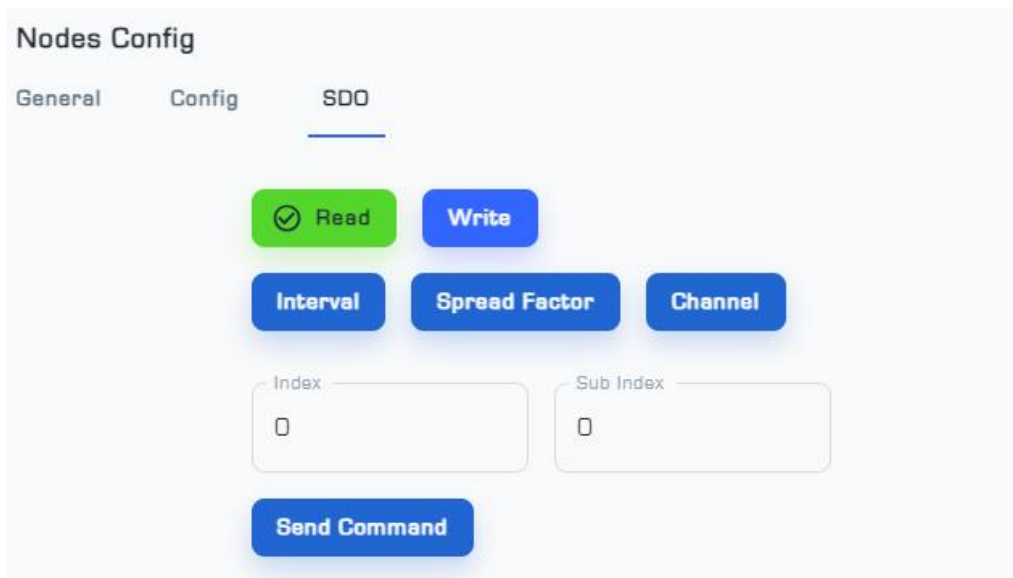 Nodes Config
General Config SDO
Read Write
Interval Spread Factor Channel
Index Sub Index
0 0
Send Command